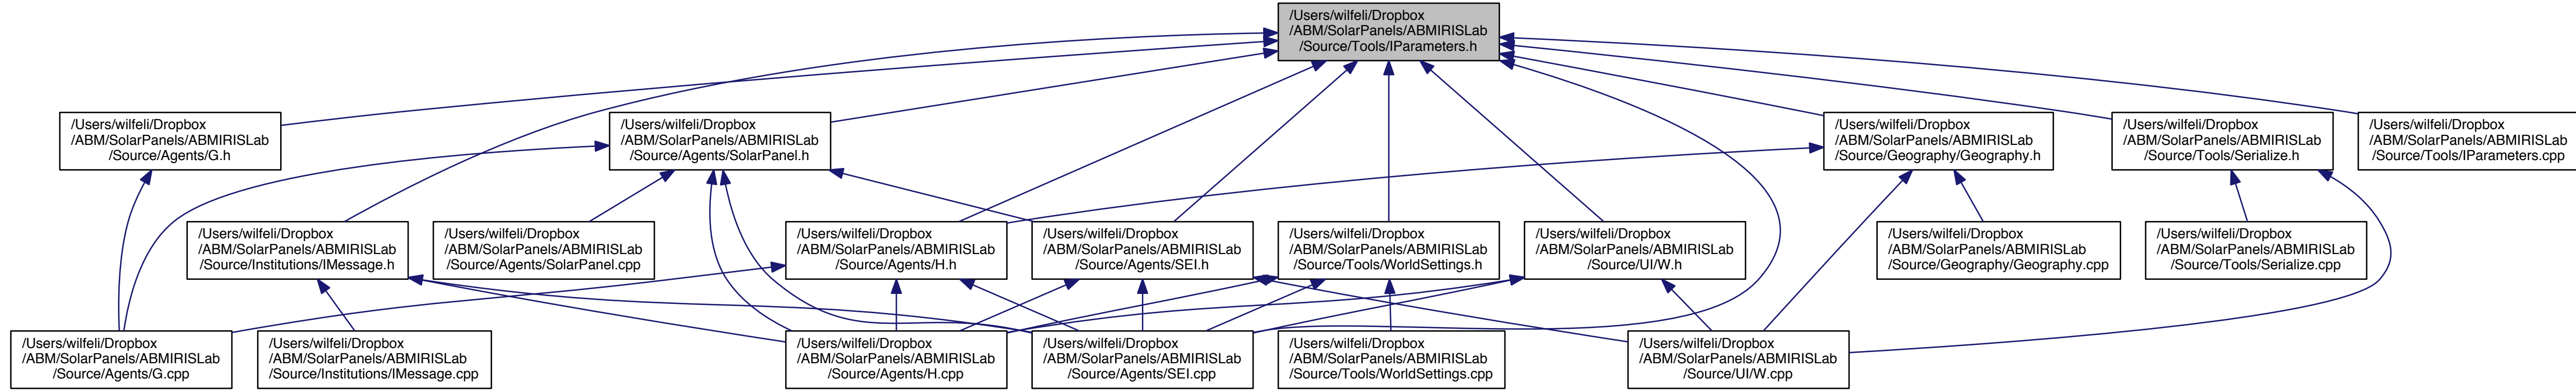 /Users/wilfeli/Dropbox
/ABM/SolarPanels/ABMIRISLab
/Source/Tools/IParameters.h
/Users/wilfeli/Dropbox
/ABM/SolarPanels/ABMIRISLab
/Source/Agents/G.h
/Users/wilfeli/Dropbox
/ABM/SolarPanels/ABMIRISLab
/Source/Agents/SolarPanel.h
/Users/wilfeli/Dropbox
/ABM/SolarPanels/ABMIRISLab
/Source/Geography/Geography.h
/Users/wilfeli/Dropbox
/ABM/SolarPanels/ABMIRISLab
/Source/Tools/Serialize.h
/Users/wilfeli/Dropbox
/ABM/SolarPanels/ABMIRISLab
/Source/Tools/IParameters.cpp
/Users/wilfeli/Dropbox
/ABM/SolarPanels/ABMIRISLab
/Source/Institutions/IMessage.h
/Users/wilfeli/Dropbox
/ABM/SolarPanels/ABMIRISLab
/Source/Agents/SolarPanel.cpp
/Users/wilfeli/Dropbox
/ABM/SolarPanels/ABMIRISLab
/Source/Agents/H.h
/Users/wilfeli/Dropbox
/ABM/SolarPanels/ABMIRISLab
/Source/Agents/SEI.h
/Users/wilfeli/Dropbox
/ABM/SolarPanels/ABMIRISLab
/Source/Tools/WorldSettings.h
/Users/wilfeli/Dropbox
/ABM/SolarPanels/ABMIRISLab
/Source/UI/W.h
/Users/wilfeli/Dropbox
/ABM/SolarPanels/ABMIRISLab
/Source/Geography/Geography.cpp
/Users/wilfeli/Dropbox
/ABM/SolarPanels/ABMIRISLab
/Source/Tools/Serialize.cpp
/Users/wilfeli/Dropbox
/ABM/SolarPanels/ABMIRISLab
/Source/Agents/G.cpp
/Users/wilfeli/Dropbox
/ABM/SolarPanels/ABMIRISLab
/Source/Institutions/IMessage.cpp
/Users/wilfeli/Dropbox
/ABM/SolarPanels/ABMIRISLab
/Source/Agents/H.cpp
/Users/wilfeli/Dropbox
/ABM/SolarPanels/ABMIRISLab
/Source/Agents/SEI.cpp
/Users/wilfeli/Dropbox
/ABM/SolarPanels/ABMIRISLab
/Source/Tools/WorldSettings.cpp
/Users/wilfeli/Dropbox
/ABM/SolarPanels/ABMIRISLab
/Source/UI/W.cpp